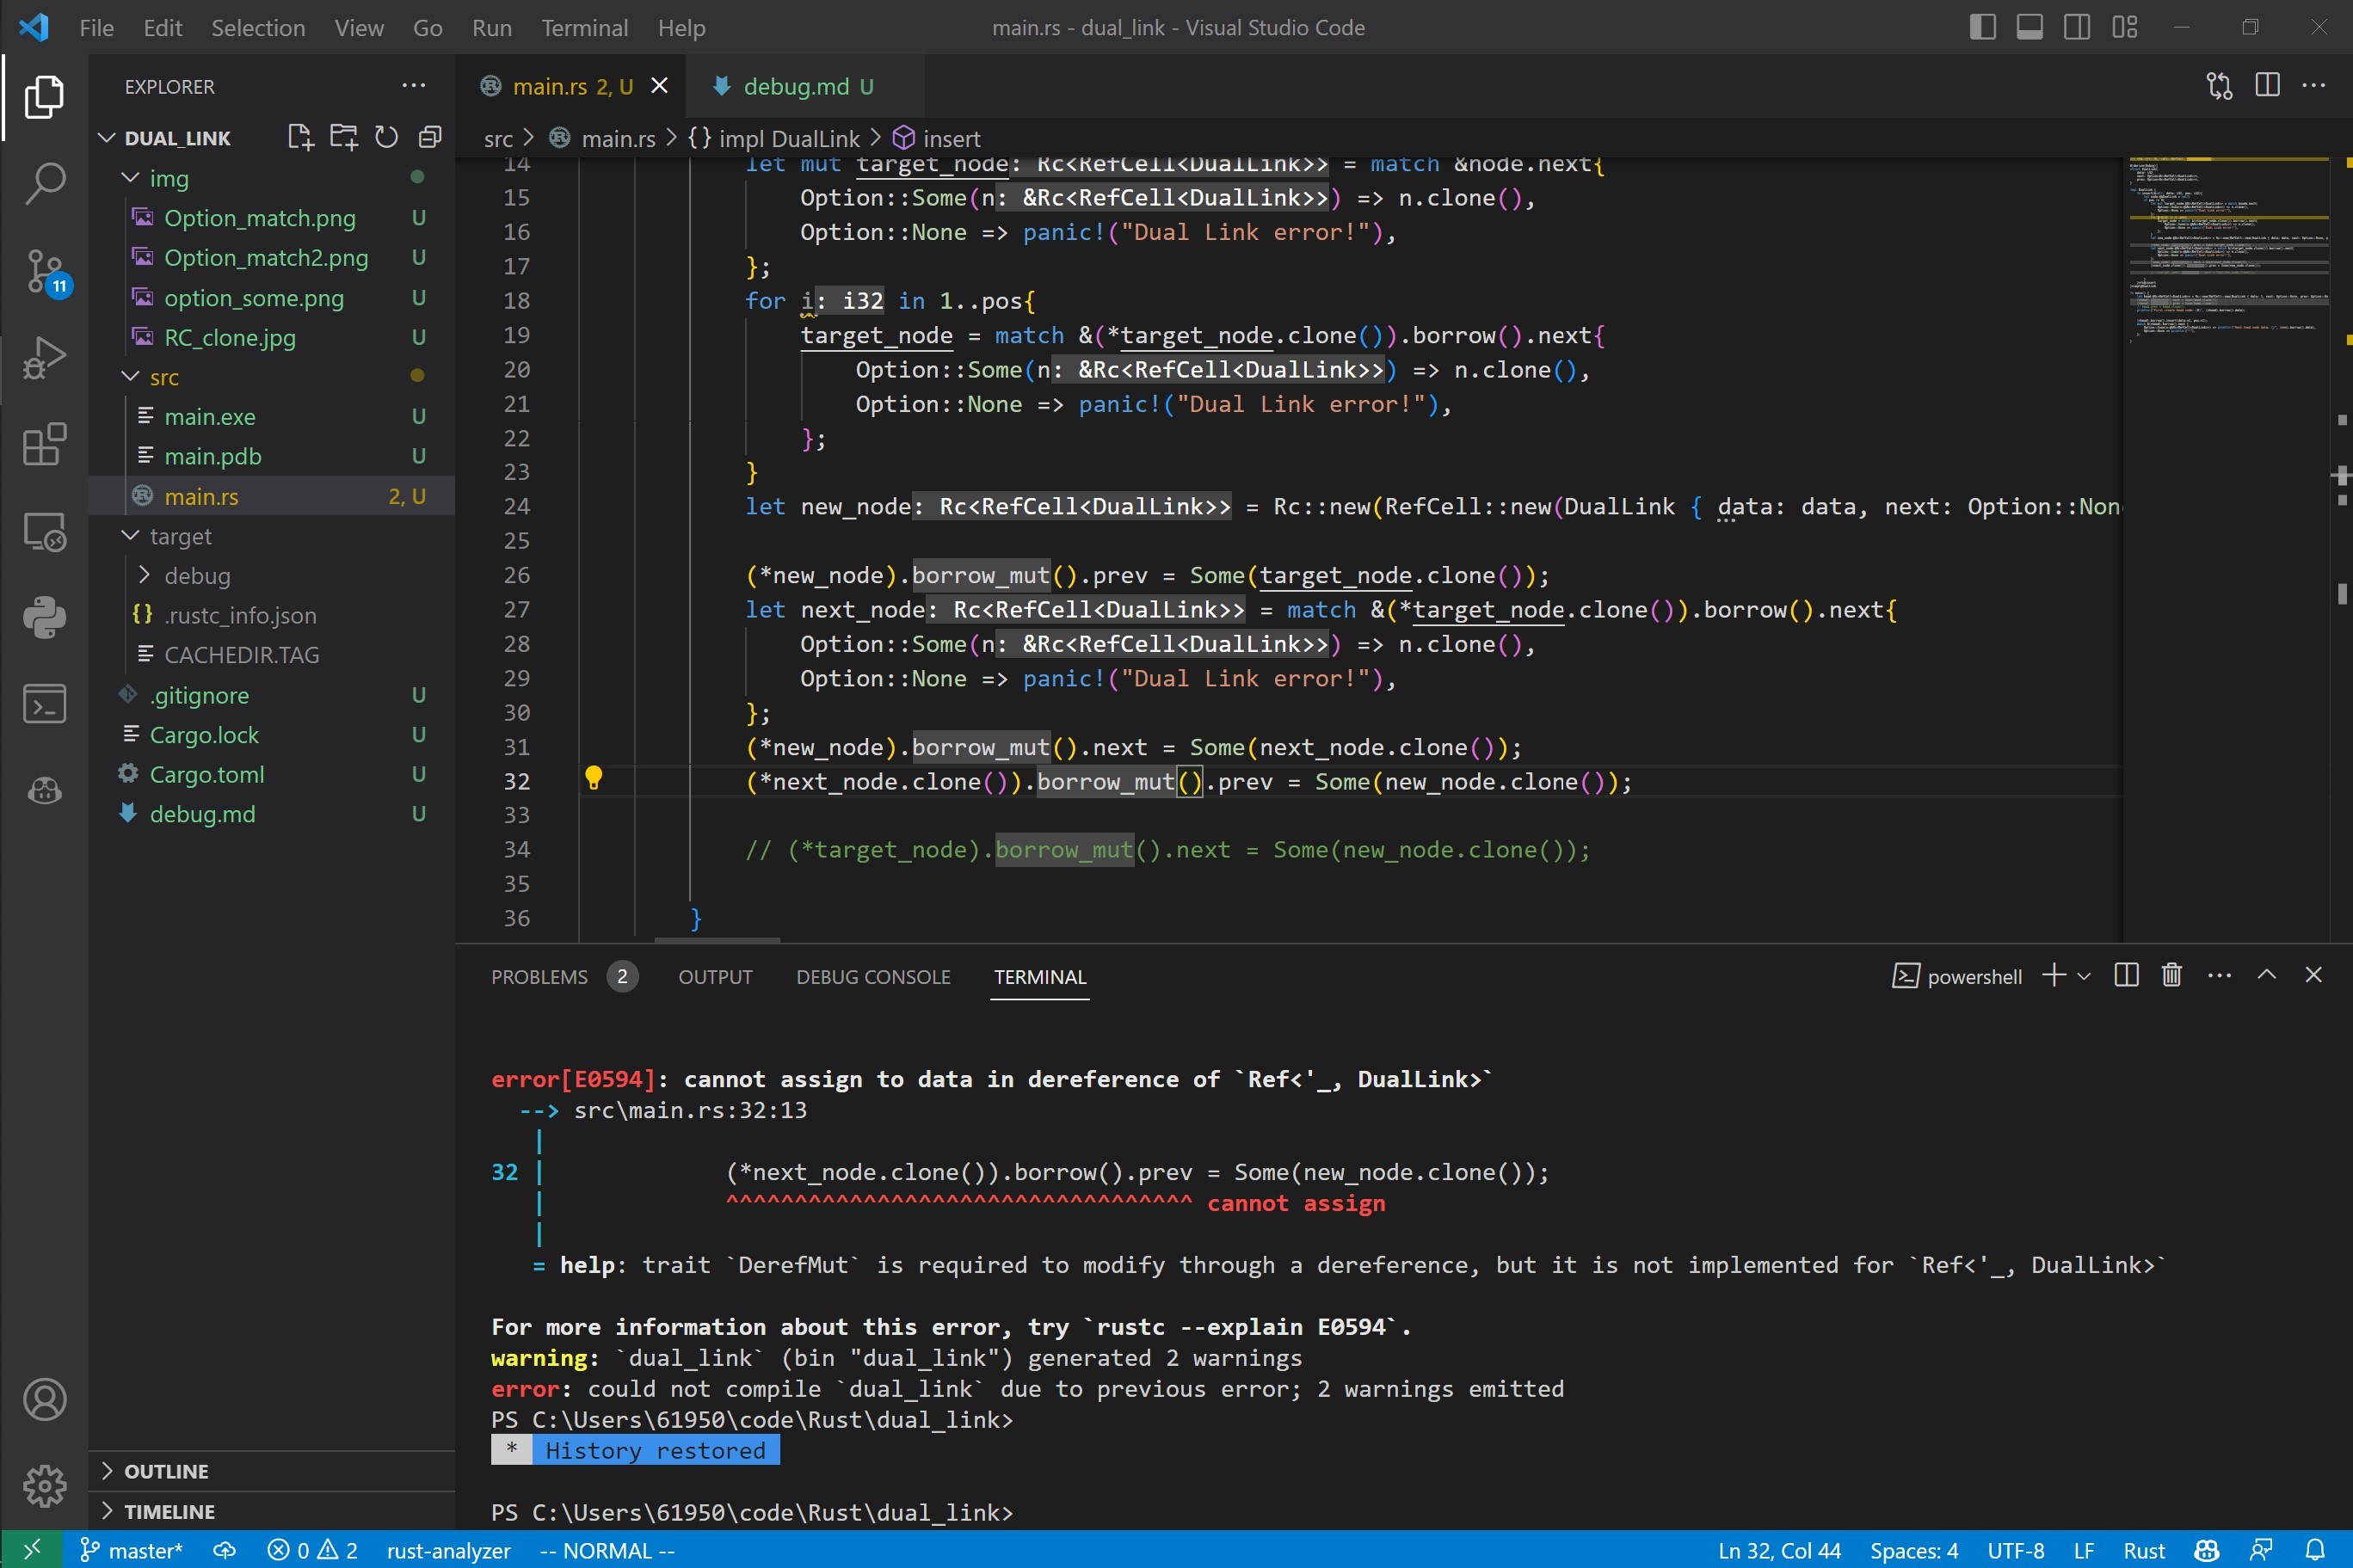 File Edit Selection View Go Run Terminal Help
main.rs - dual_link - Visual Studio Code
EXPLORER
DUAL_LINK
img
Option_match.png U
Option_match2.png U
option_some.png U
RC_clone.jpg U
src
main.exe U
main.pdb U
main.rs 2, U
target
debug
.rustc_info.json
CACHEDIR.TAG
.gitignore U
Cargo.lock U
Cargo.toml U
debug.md U
OUTLINE
TIMELINE
11
main.rs 2, U
debug.md U
src > main.rs > {} impl DualLink > insert
14 let mut target_node: Rc<RefCell<DualLink>> = match &node.next{
15 Option::Some(n: &Rc<RefCell<DualLink>>) => n.clone(),
16 Option::None => panic!("Dual Link error!"),
17 };
18 for i: i32 in 1..pos{
19 target_node = match &(*target_node.clone()).borrow().next{
20 Option::Some(n: &Rc<RefCell<DualLink>>) => n.clone(),
21 Option::None => panic!("Dual Link error!"),
22 };
23 }
24 let new_node: Rc<RefCell<DualLink>> = Rc::new(RefCell::new(DualLink { data: data, next: Option::Non
25
26 (*new_node).borrow_mut().prev = Some(target_node.clone());
27 let next_node: Rc<RefCell<DualLink>> = match &(*target_node.clone()).borrow().next{
28 Option::Some(n: &Rc<RefCell<DualLink>>) => n.clone(),
29 Option::None => panic!("Dual Link error!"),
30 };
31 (*new_node).borrow_mut().next = Some(next_node.clone());
32 (*next_node.clone()).borrow_mut().prev = Some(new_node.clone());
33
34 // (*target_node).borrow_mut().next = Some(new_node.clone());
35
36 }
PROBLEMS 2 OUTPUT DEBUG CONSOLE TERMINAL
powershell
error[E0594]: cannot assign to data in dereference of `Ref<'_, DualLink>`
--> src\main.rs:32:13
|
32 | (*next_node.clone()).borrow().prev = Some(new_node.clone());
| ^^^^^^^^^^^^^^^^^^^^^^^^^^^^^^^^^^ cannot assign
|
= help: trait `DerefMut` is required to modify through a dereference, but it is not implemented for `Ref<'_, DualLink>`
For more information about this error, try `rustc --explain E0594`.
warning: `dual_link` (bin "dual_link") generated 2 warnings
error: could not compile `dual_link` due to previous error; 2 warnings emitted
PS C:\Users\61950\code\Rust\dual_link>
* History restored
PS C:\Users\61950\code\Rust\dual_link>
master* 0 2 rust-analyzer -- NORMAL --
Ln 32, Col 44 Spaces: 4 UTF-8 LF Rust